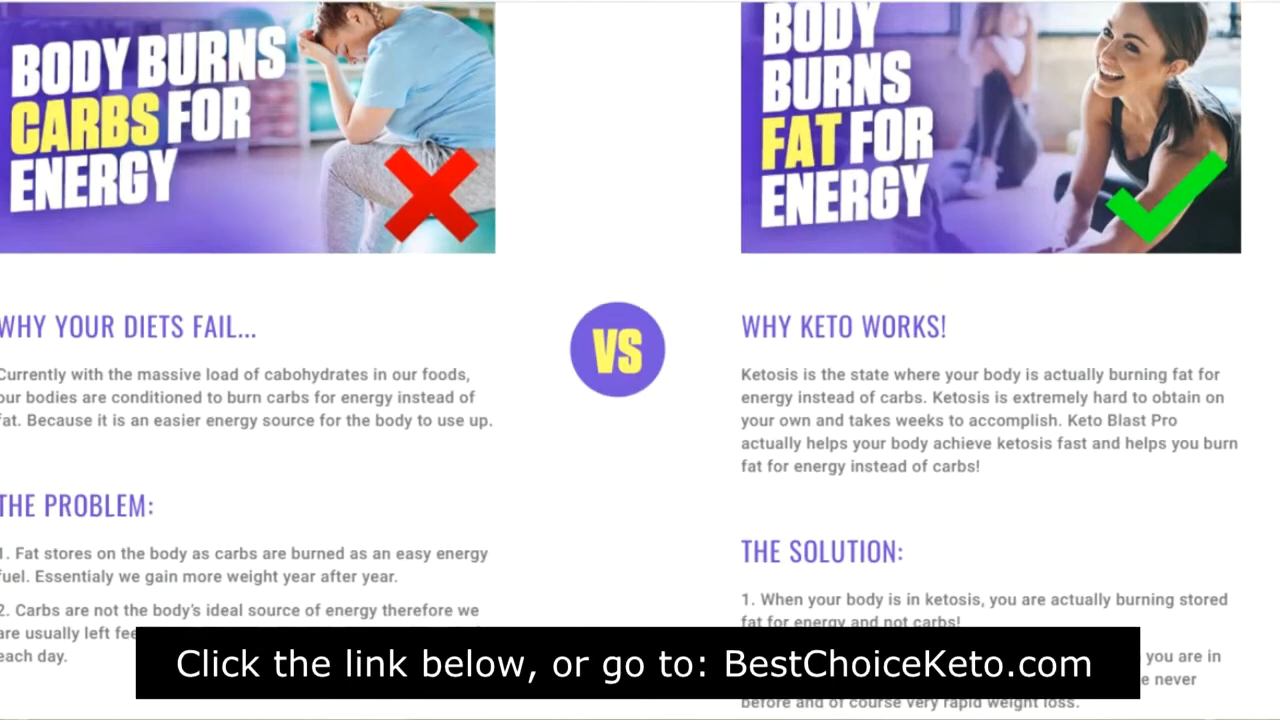 BODY BURNS
CARBS FOR
ENERGY
WHY YOUR DIETS FAIL...
Currently with the massive load of cabohydrates in our foods,
our bodies are conditioned to burn carbs for energy instead of
fat. Because it is an easier energy source for the body to use up.
THE PROBLEM:
1. Fat stores on the body as carbs are burned as an easy energy
fuel. Essentialy we gain more weight year after year.
2. Carbs are not the body's ideal source of energy therefore we
are usually left
each day.
VS
BODY
BURNS
FAT FOR
ENERGY
WHY KETO WORKS!
Ketosis is the state where your body is actually burning fat for
energy instead of carbs. Ketosis is extremely hard to obtain on
your own and takes weeks to accomplish. Keto Blast Pro
actually helps your body achieve ketosis fast and helps you burn
fat for energy instead of carbs!
THE SOLUTION:
1. When your body is in ketosis, you are actually burning stored
fat for energy and not carbs!
you are in
never
before and of course very rapid weight loss.
Click the link below, or go to: BestChoiceKeto.com